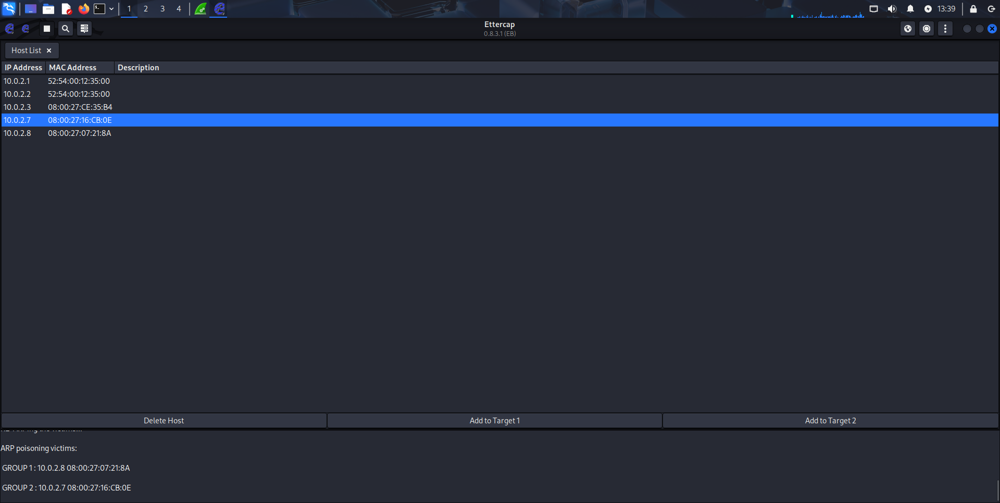 1 2 3 4 13:39
Ettercap
0.8.3.1 (EB)
Host List
IP Address MAC Address Description
10.0.2.1 52:54:00:12:35:00
10.0.2.2 52:54:00:12:35:00
10.0.2.3 08:00:27:CE:35:B4
10.0.2.7 08:00:27:16:CB:0E
10.0.2.8 08:00:27:07:21:8A
Delete Host Add to Target 1 Add to Target 2
ARP poisoning victims:
GROUP 1 : 10.0.2.8 08:00:27:07:21:8A
GROUP 2 : 10.0.2.7 08:00:27:16:CB:0E